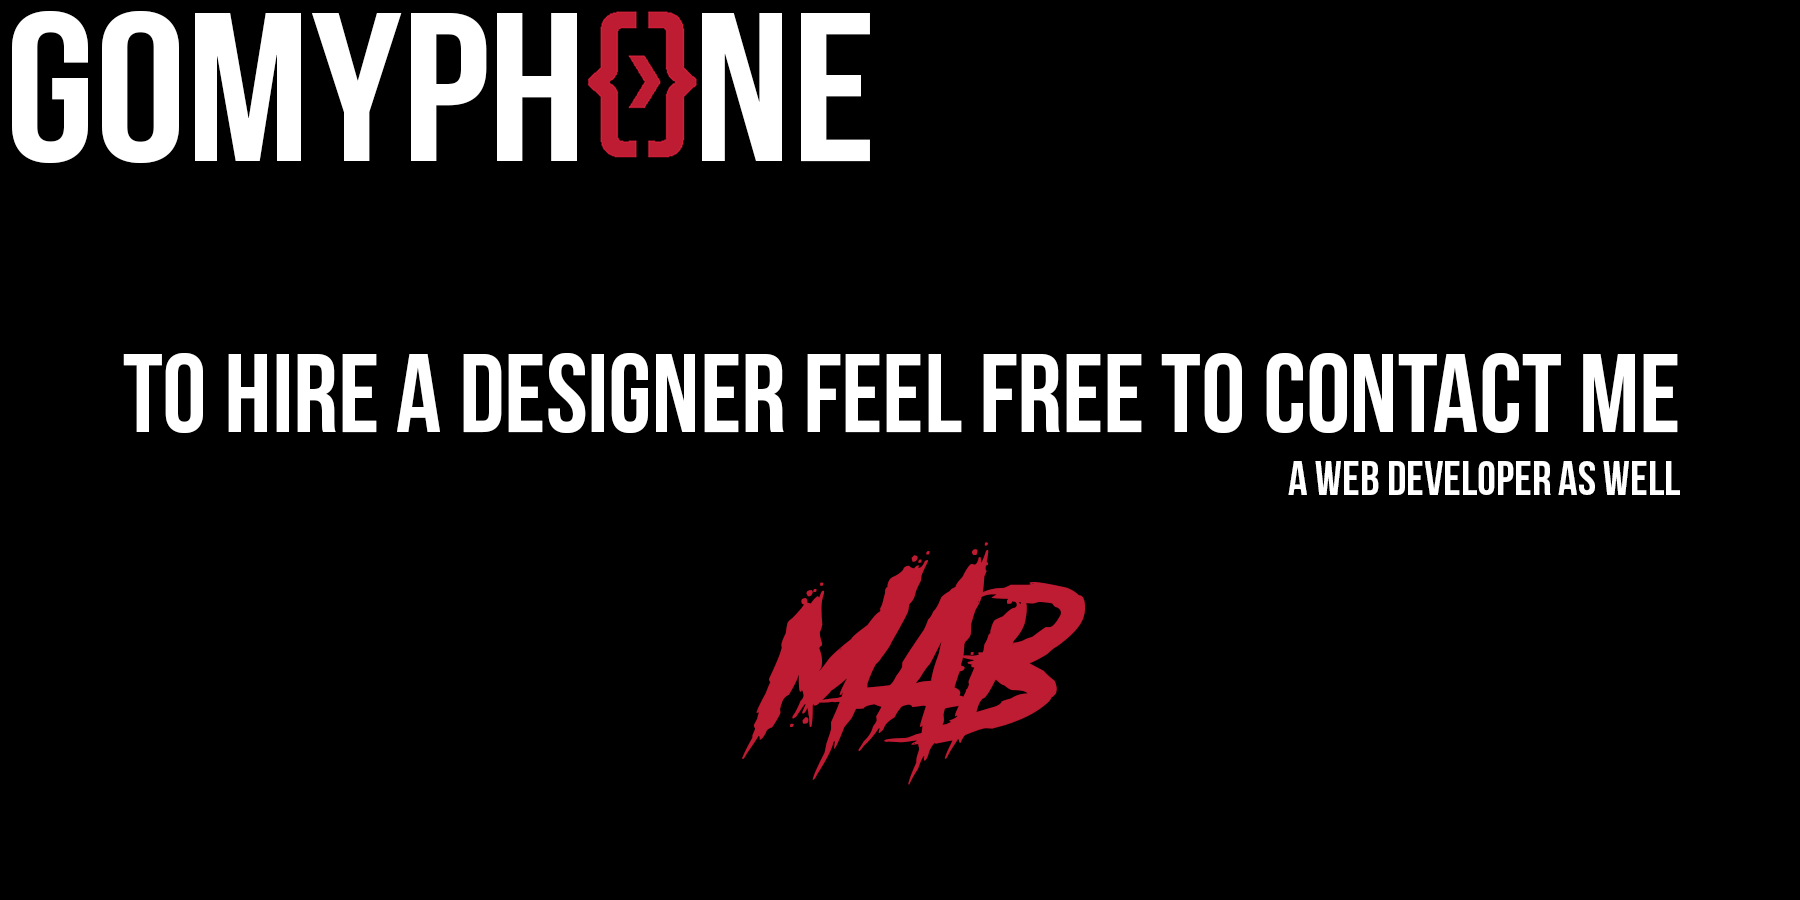 GOMYPH{›}NE
TO HIRE A DESIGNER FEEL FREE TO CONTACT ME
A WEB DEVELOPER AS WELL
MAB